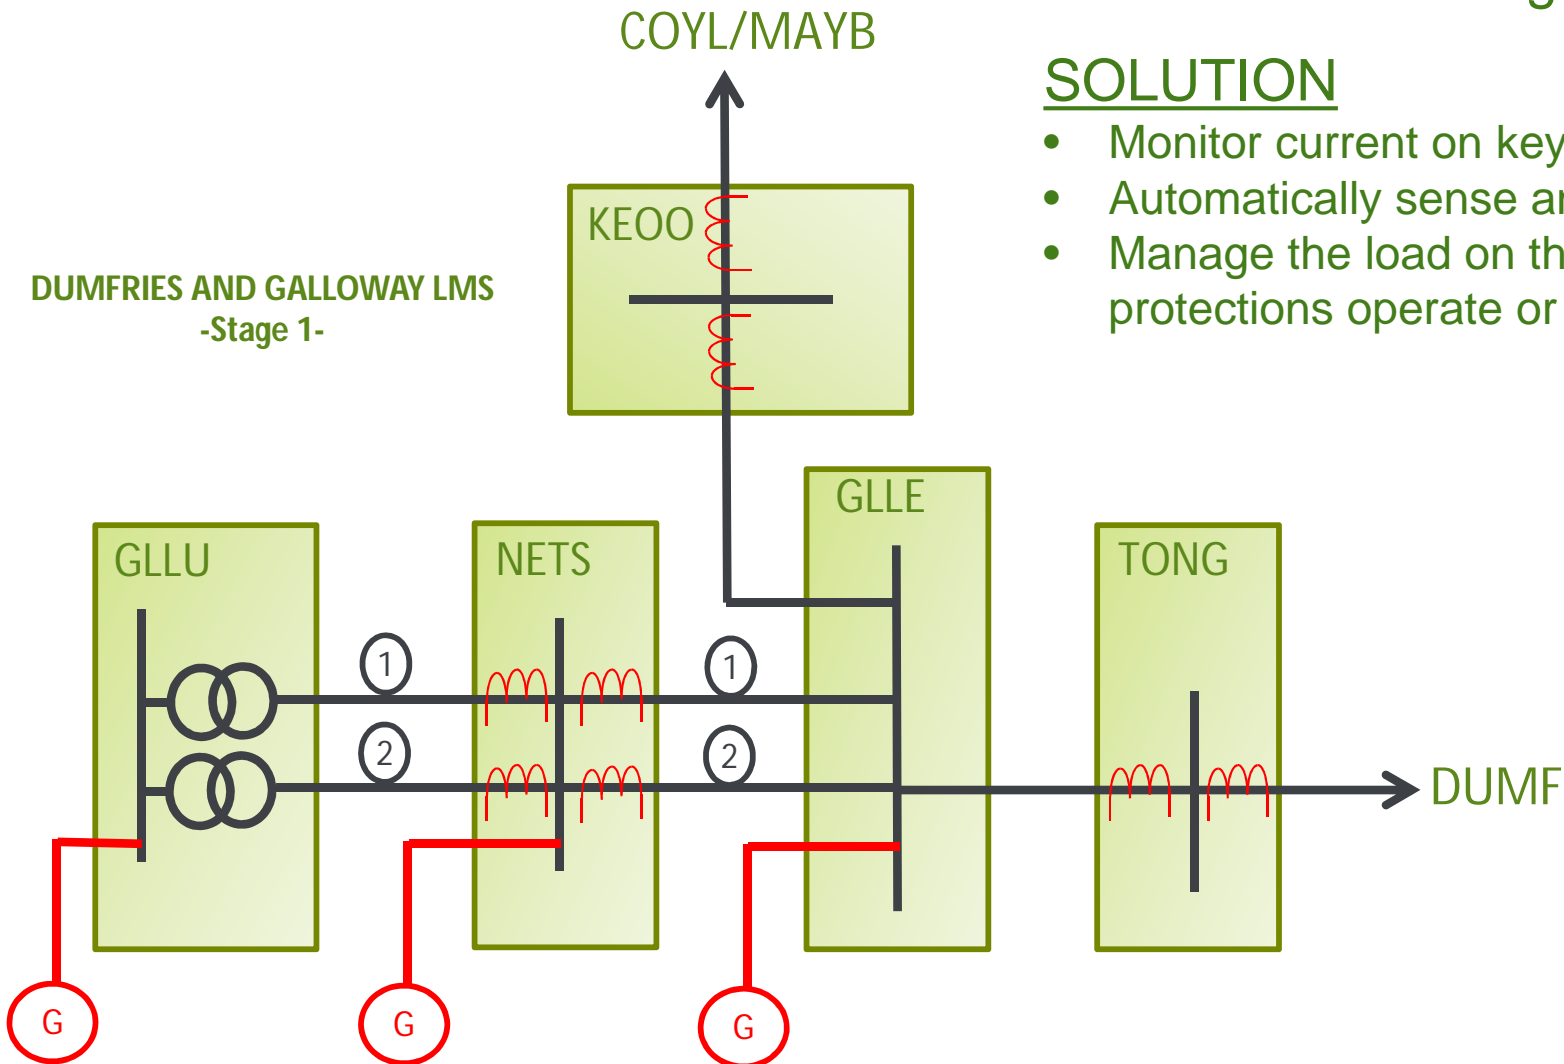 COYL/MAYB
SOLUTION
• Monitor current on key
• Automatically sense
• Manage the load on
protections operate or
KEOO
DUMFRIES AND GALLOWAY LMS
-Stage 1-
GLLE
GLLU
NETS
TONG
1
1
2
2
DUMF
G
G
G